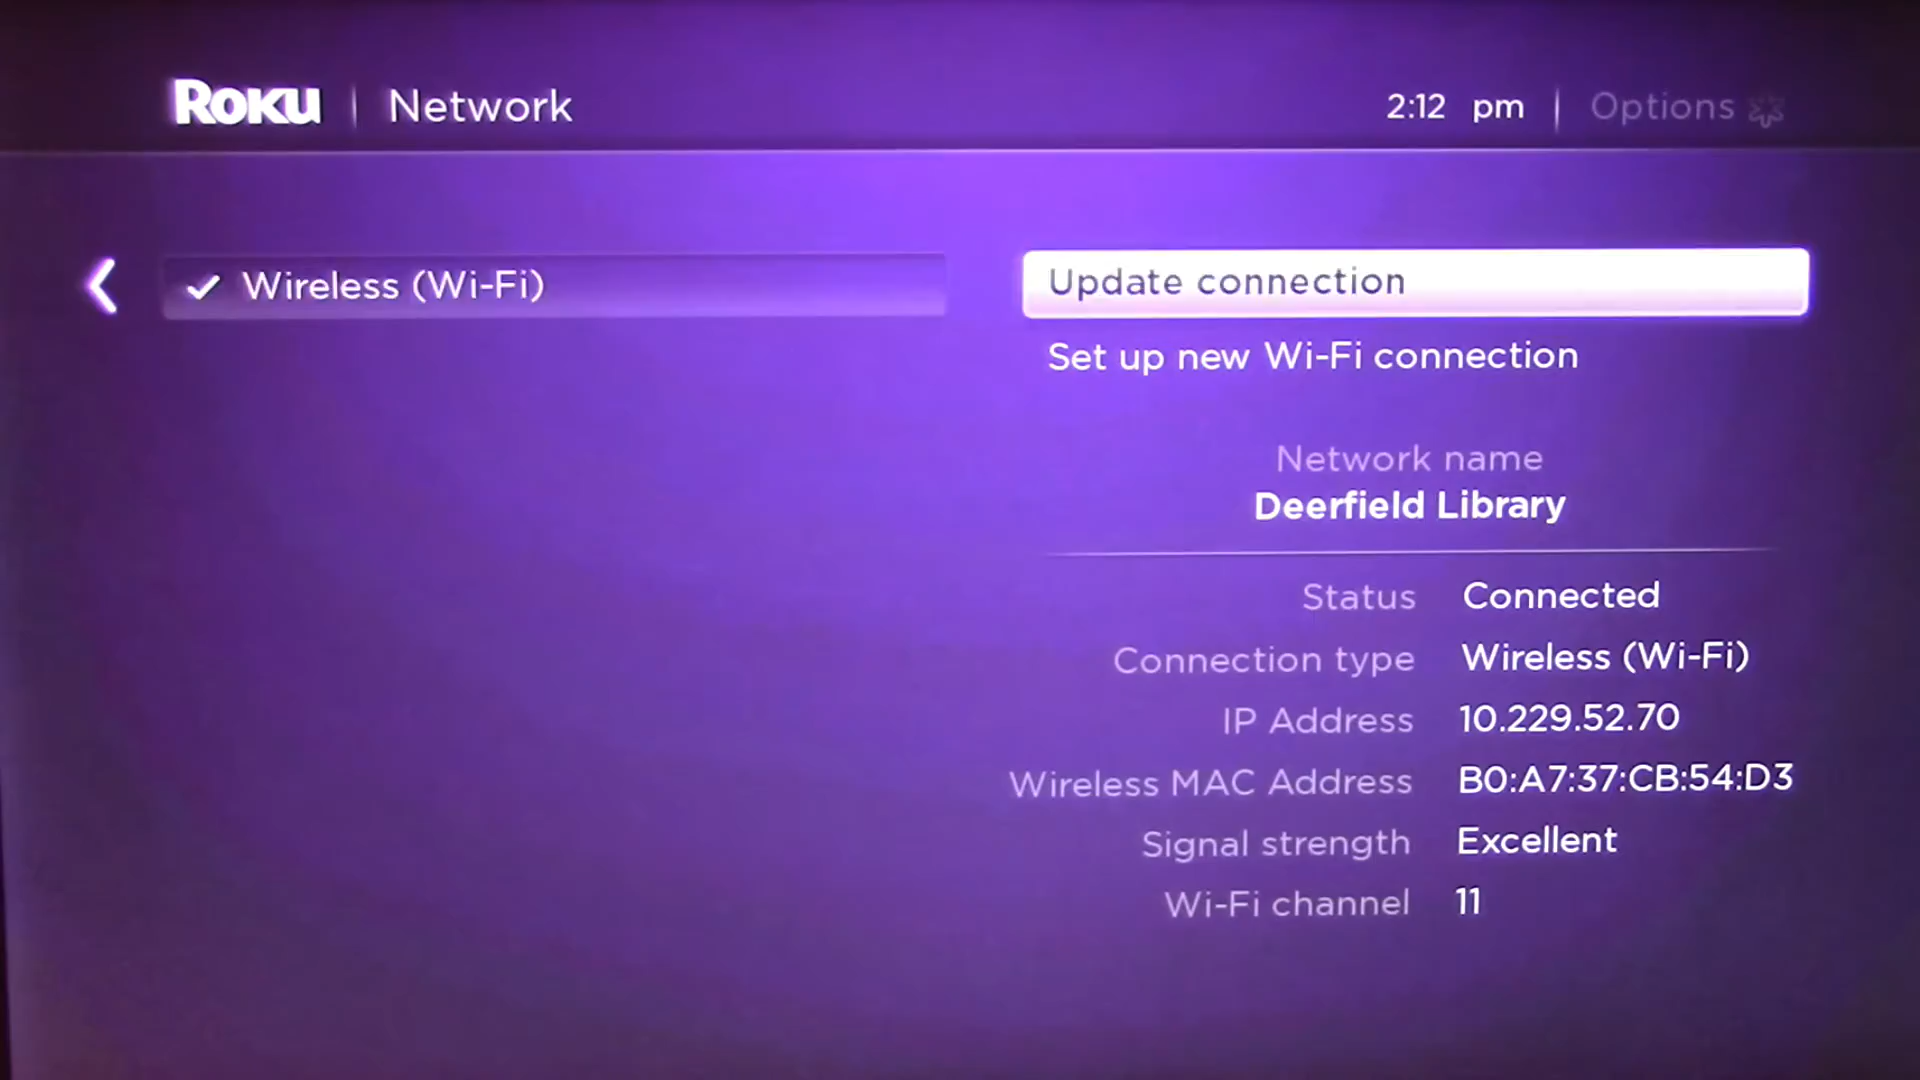 Roku | Network
2:12 pm | Options
Wireless (Wi-Fi)
Update connection
Set up new Wi-Fi connection
Network name
Deerfield Library
Status Connected
Connection type Wireless (Wi-Fi)
IP Address 10.229.52.70
Wireless MAC Address B0:A7:37:CB:54:D3
Signal strength Excellent
Wi-Fi channel 11